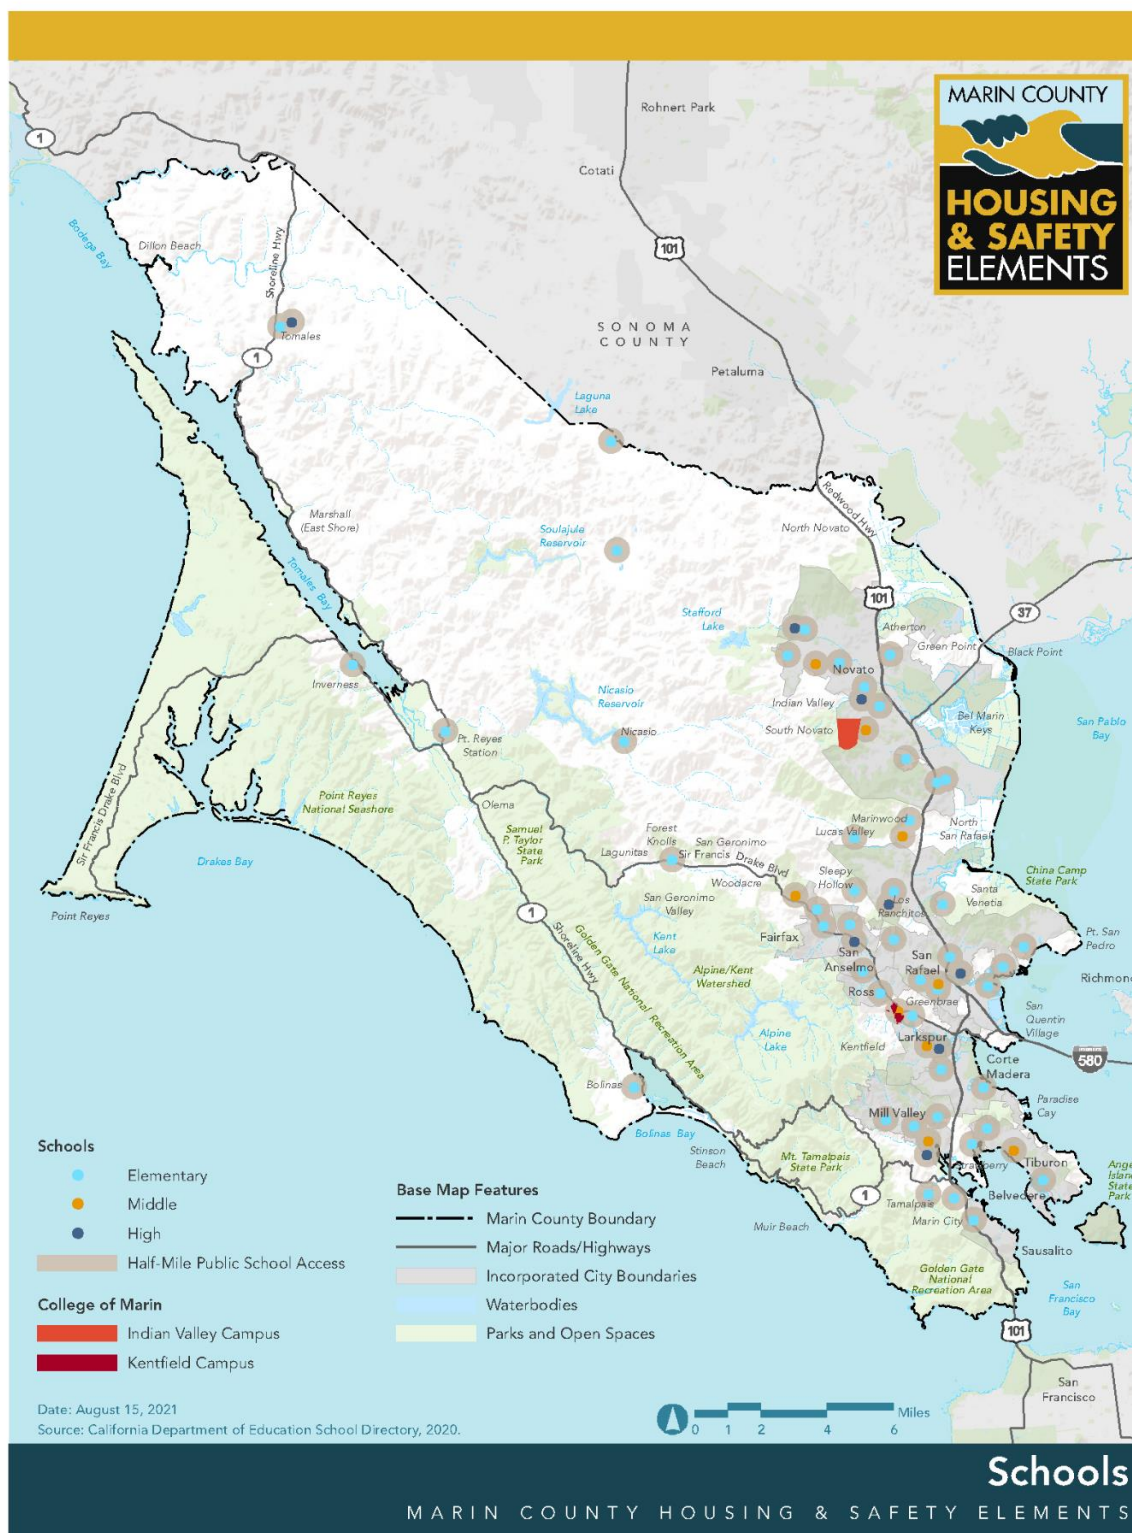 MARIN COUNTY
HOUSING
& SAFETY
ELEMENTS
Rohnert Park
1
Cotati
101
Bodega
Bay
Dillon Beach
Shoreline Hwy
SONOMA
COUNTY
Tomales
1
Petaluma
Laguna
Lake
Redwood Hwy
Marshall
(East Shore)
Soulajule
Reservoir
North Novato
Tomales Bay
101
37
Stafford
Lake
Atherton
Green Point
Black Point
Novato
Inverness
Nicasio
Reservoir
Indian Valley
Bel Marin
Keys
San Pablo
Bay
South Novato
Nicasio
Pt. Reyes
Station
Sir Francis Drake Blvd
Point Reyes
National Seashore
Olema
Samuel
P. Taylor
State
Park
Marinwood
Lucas Valley
North
San Rafael
Forest
Knolls
San Geronimo
Lagunitas
Sir Francis Drake Blvd
Drakes Bay
Woodacre
Sleepy
Hollow
China Camp
State Park
Santa
Venetia
Los
Ranchitos
San Geronimo
Valley
Point Reyes
1
Shoreline Hwy
Golden Gate National Recreation Area
Kent
Lake
Fairfax
Pt. San
Pedro
San
Anselmo
San
Rafael
Alpine/Kent
Watershed
Richmond
Ross
Greenbrae
San
Quentin
Village
Alpine
Lake
Kentfield
Larkspur
580
Corte
Madera
Bolinas
Paradise
Cay
Mill Valley
Bolinas Bay
Stinson
Beach
Mt. Tamalpais
State Park
Strawberry
Tiburon
Angel
Island
State
Park
Belvedere
1
Tamalpais
Marin City
Muir Beach
Sausalito
Golden Gate
National
Recreation Area
San
Francisco
Bay
101
San
Francisco
Schools
Elementary
Middle
High
Half-Mile Public School Access
College of Marin
Indian Valley Campus
Kentfield Campus
Base Map Features
Marin County Boundary
Major Roads/Highways
Incorporated City Boundaries
Waterbodies
Parks and Open Spaces
Date: August 15, 2021
Source: California Department of Education School Directory, 2020.
0 1 2 4 6 Miles
Schools
MARIN COUNTY HOUSING & SAFETY ELEMENTS